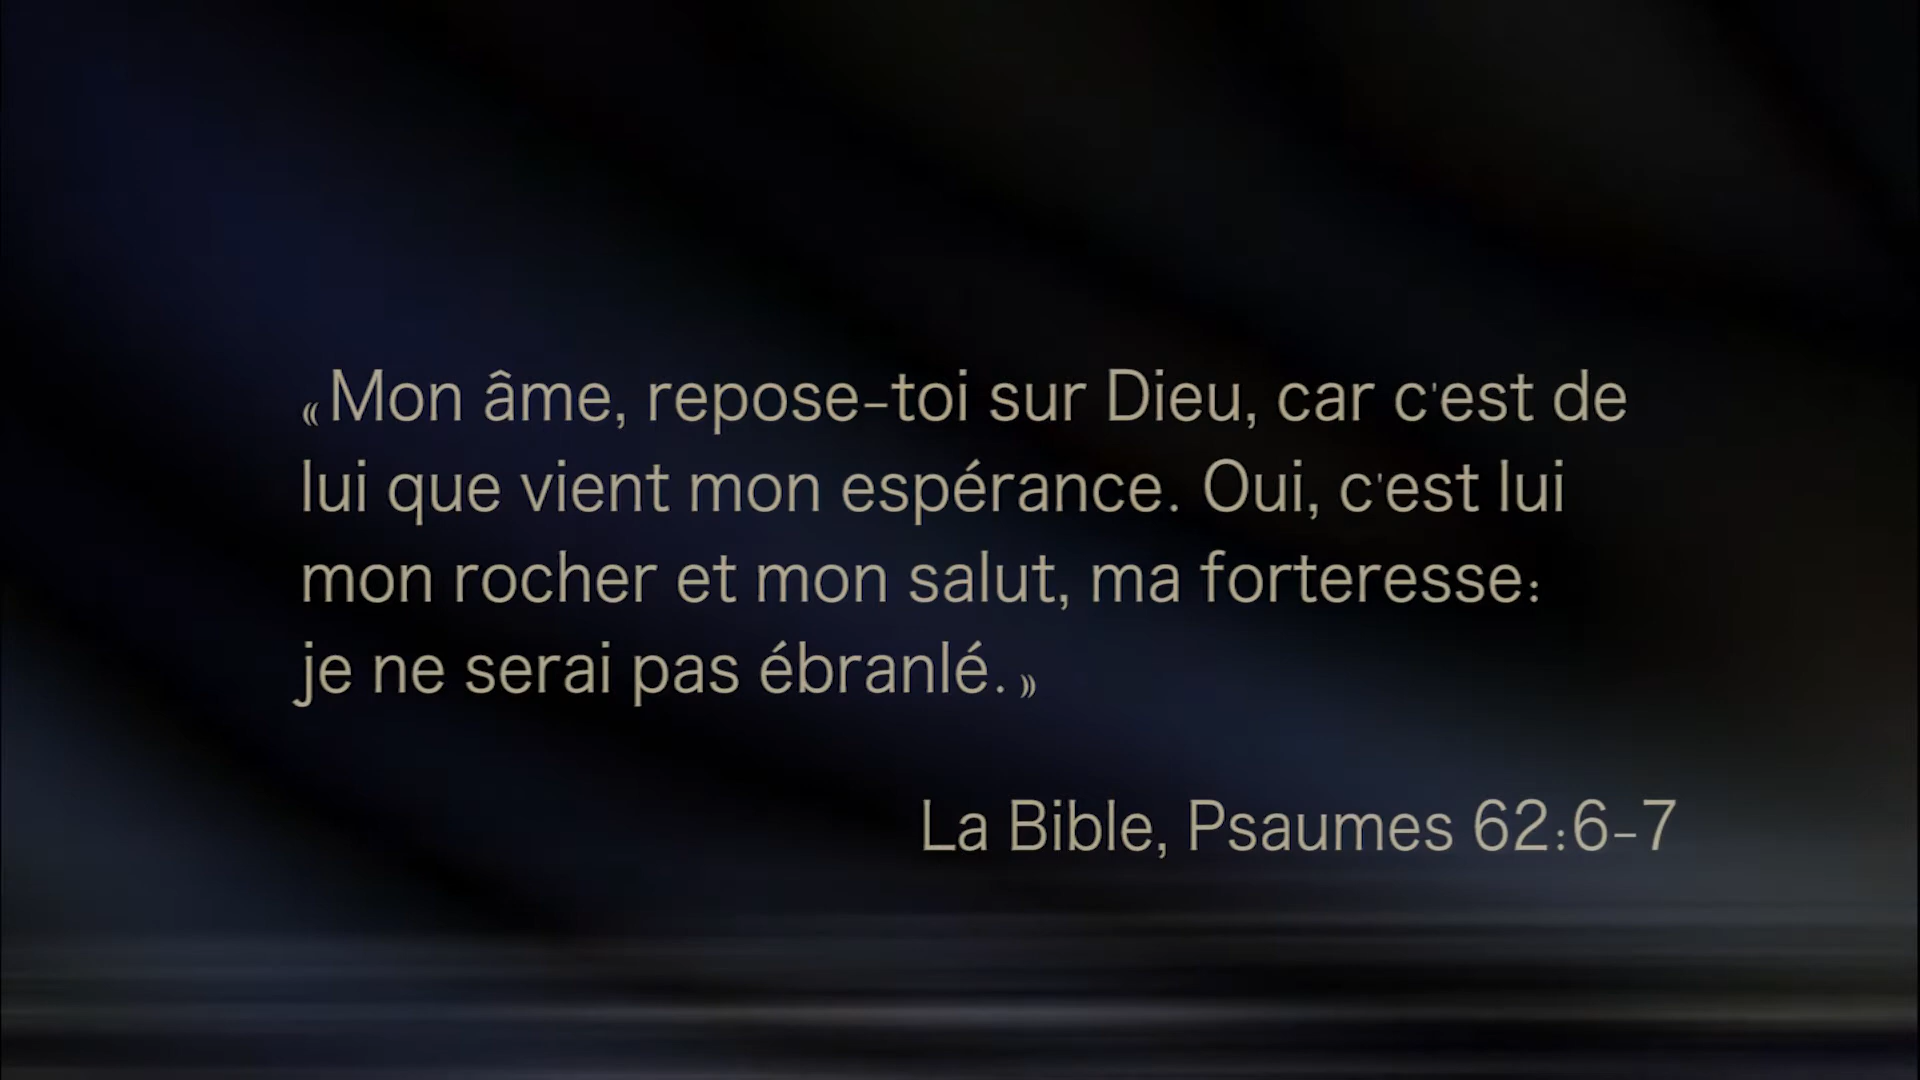 « Mon âme, repose-toi sur Dieu, car c'est de
lui que vient mon espérance. Oui, c'est lui
mon rocher et mon salut, ma forteresse:
je ne serai pas ébranlé. »
La Bible, Psaumes 62:6-7